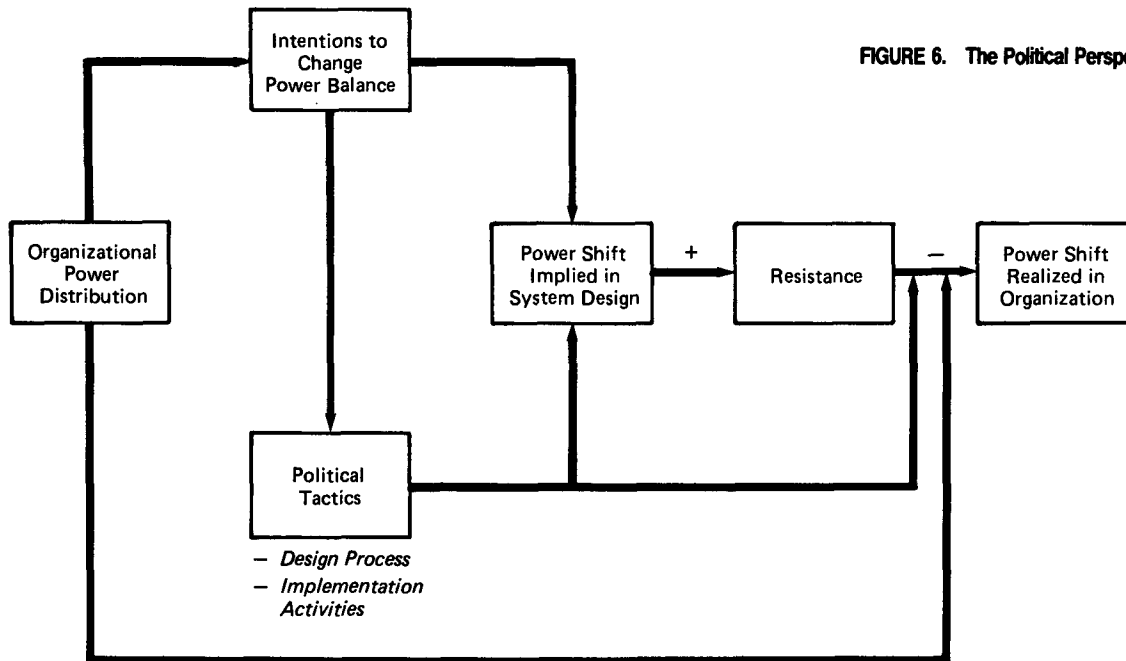 Intentions to
Change
Power Balance
FIGURE 6. The Political
Organizational
Power
Distribution
Power Shift
Implied in
System Design
+
Resistance
–
Power Shift
Realized in
Organization
Political
Tactics
– Design Process
– Implementation
Activities